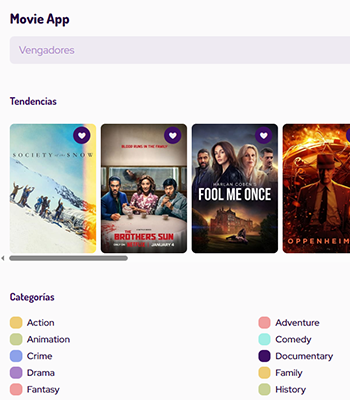 Movie App
Vengadores
Tendencias
SOCIETY OF THE SNOW
BLOOD RUNS IN THE FAMILY
THE
BROTHERS SUN
JANUARY 4
HARLAN COBEN'S
FOOL ME ONCE
OPPENHEIM
Categorías
Action
Adventure
Animation
Comedy
Crime
Documentary
Drama
Family
Fantasy
History